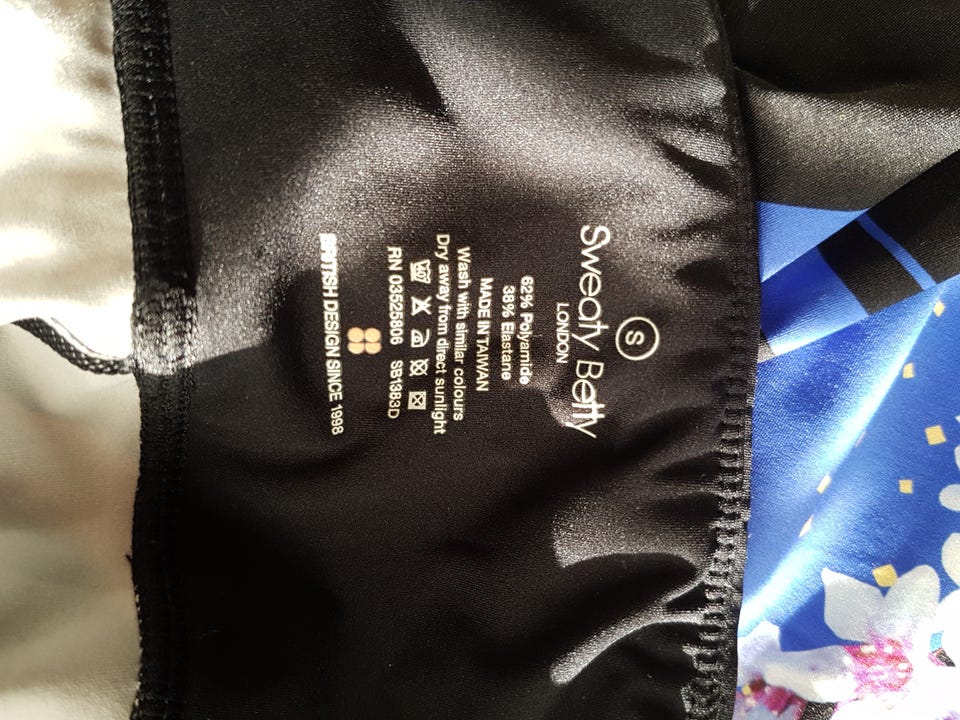 S
Sweaty Betty
LONDON
62% Polyamide
38% Elastane
MADE IN TAIWAN
Wash with similar colours
Dry away from direct sunlight
RN 03525806 SB1383D
BRITISH DESIGN SINCE 1998